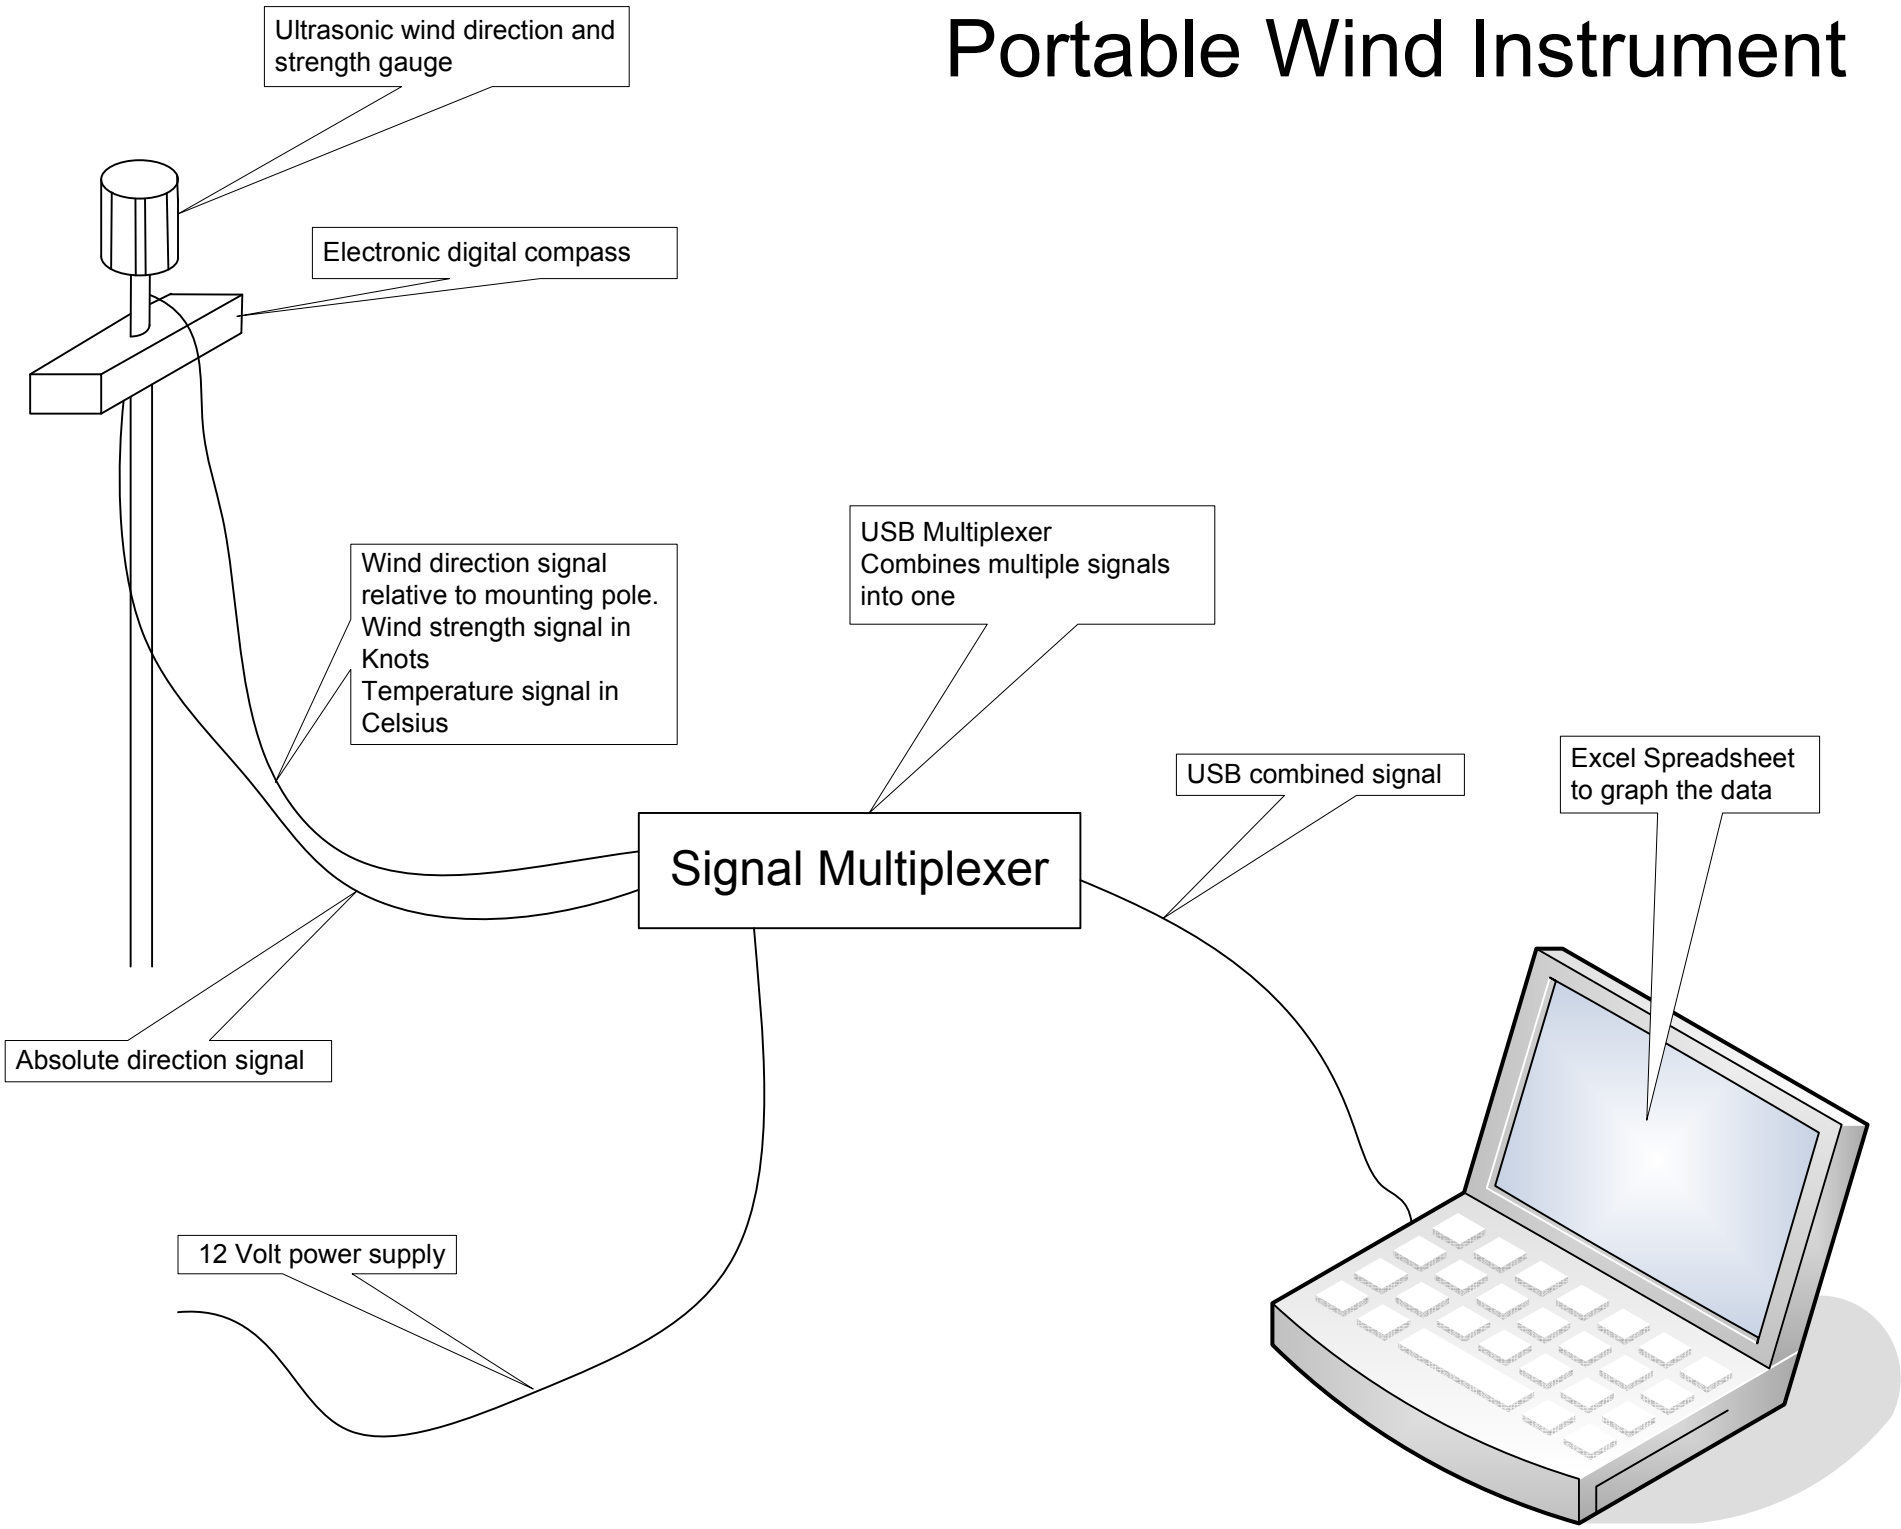 Portable Wind Instrument
Ultrasonic wind direction and
strength gauge
Electronic digital compass
Wind direction signal
relative to mounting pole.
Wind strength signal in
Knots
Temperature signal in
Celsius
USB Multiplexer
Combines multiple signals
into one
USB combined signal
Excel Spreadsheet
to graph the data
Signal Multiplexer
Absolute direction signal
12 Volt power supply